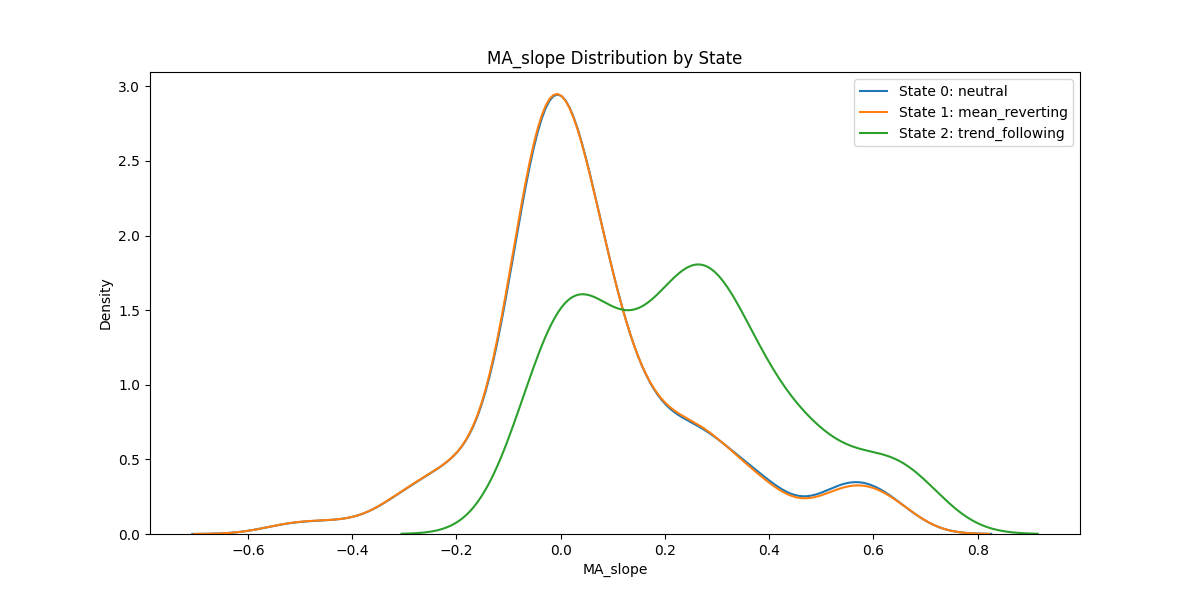 MA_slope Distribution by State
State 0: neutral
State 1: mean_reverting
State 2: trend_following
Density
3.0
2.5
2.0
1.5
1.0
0.5
0.0
−0.6 −0.4 −0.2 0.0 0.2 0.4 0.6 0.8
MA_slope